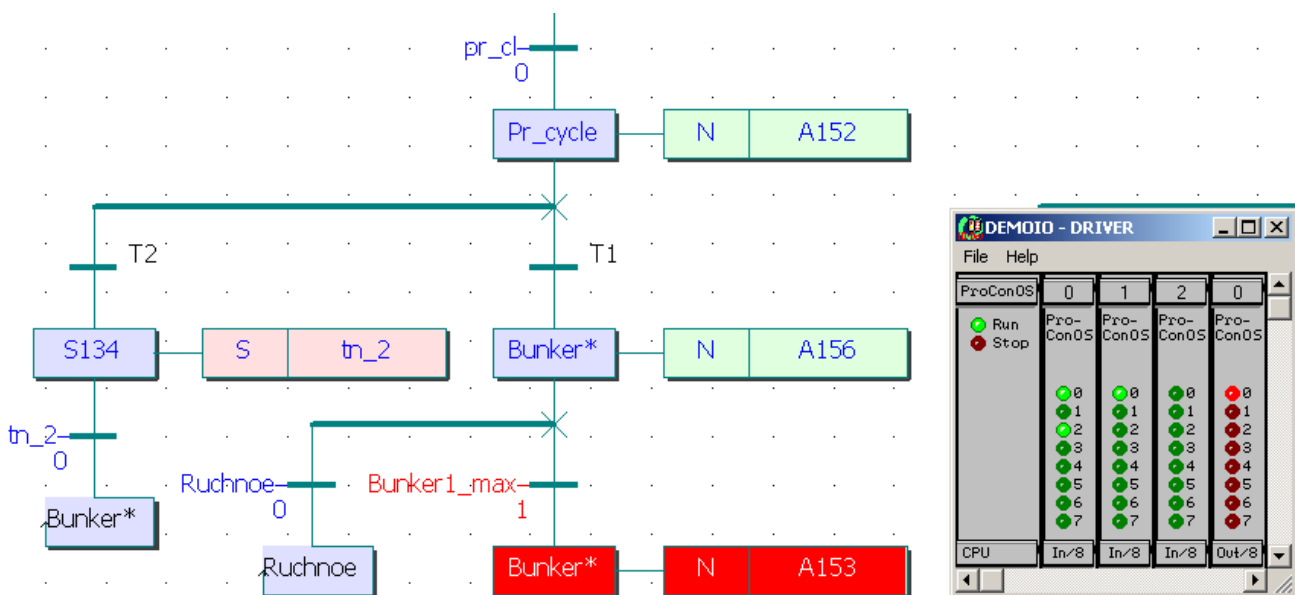 pr_cl
0
Pr_cycle N A152
T2 T1
S134 S tn_2 Bunker* N A156
tn_2
0
Ruchnoe Bunker1_max
0 1
Bunker*
Ruchnoe Bunker* N A153
DEMOIO - DRIVER
File Help
ProConOS 0 1 2 0
Run Pro- Pro- Pro- Pro-
Stop ConOS ConOS ConOS ConOS
0 0 0 0
1 1 1 1
2 2 2 2
3 3 3 3
4 4 4 4
5 5 5 5
6 6 6 6
7 7 7 7
CPU In/8 In/8 In/8 Out/8